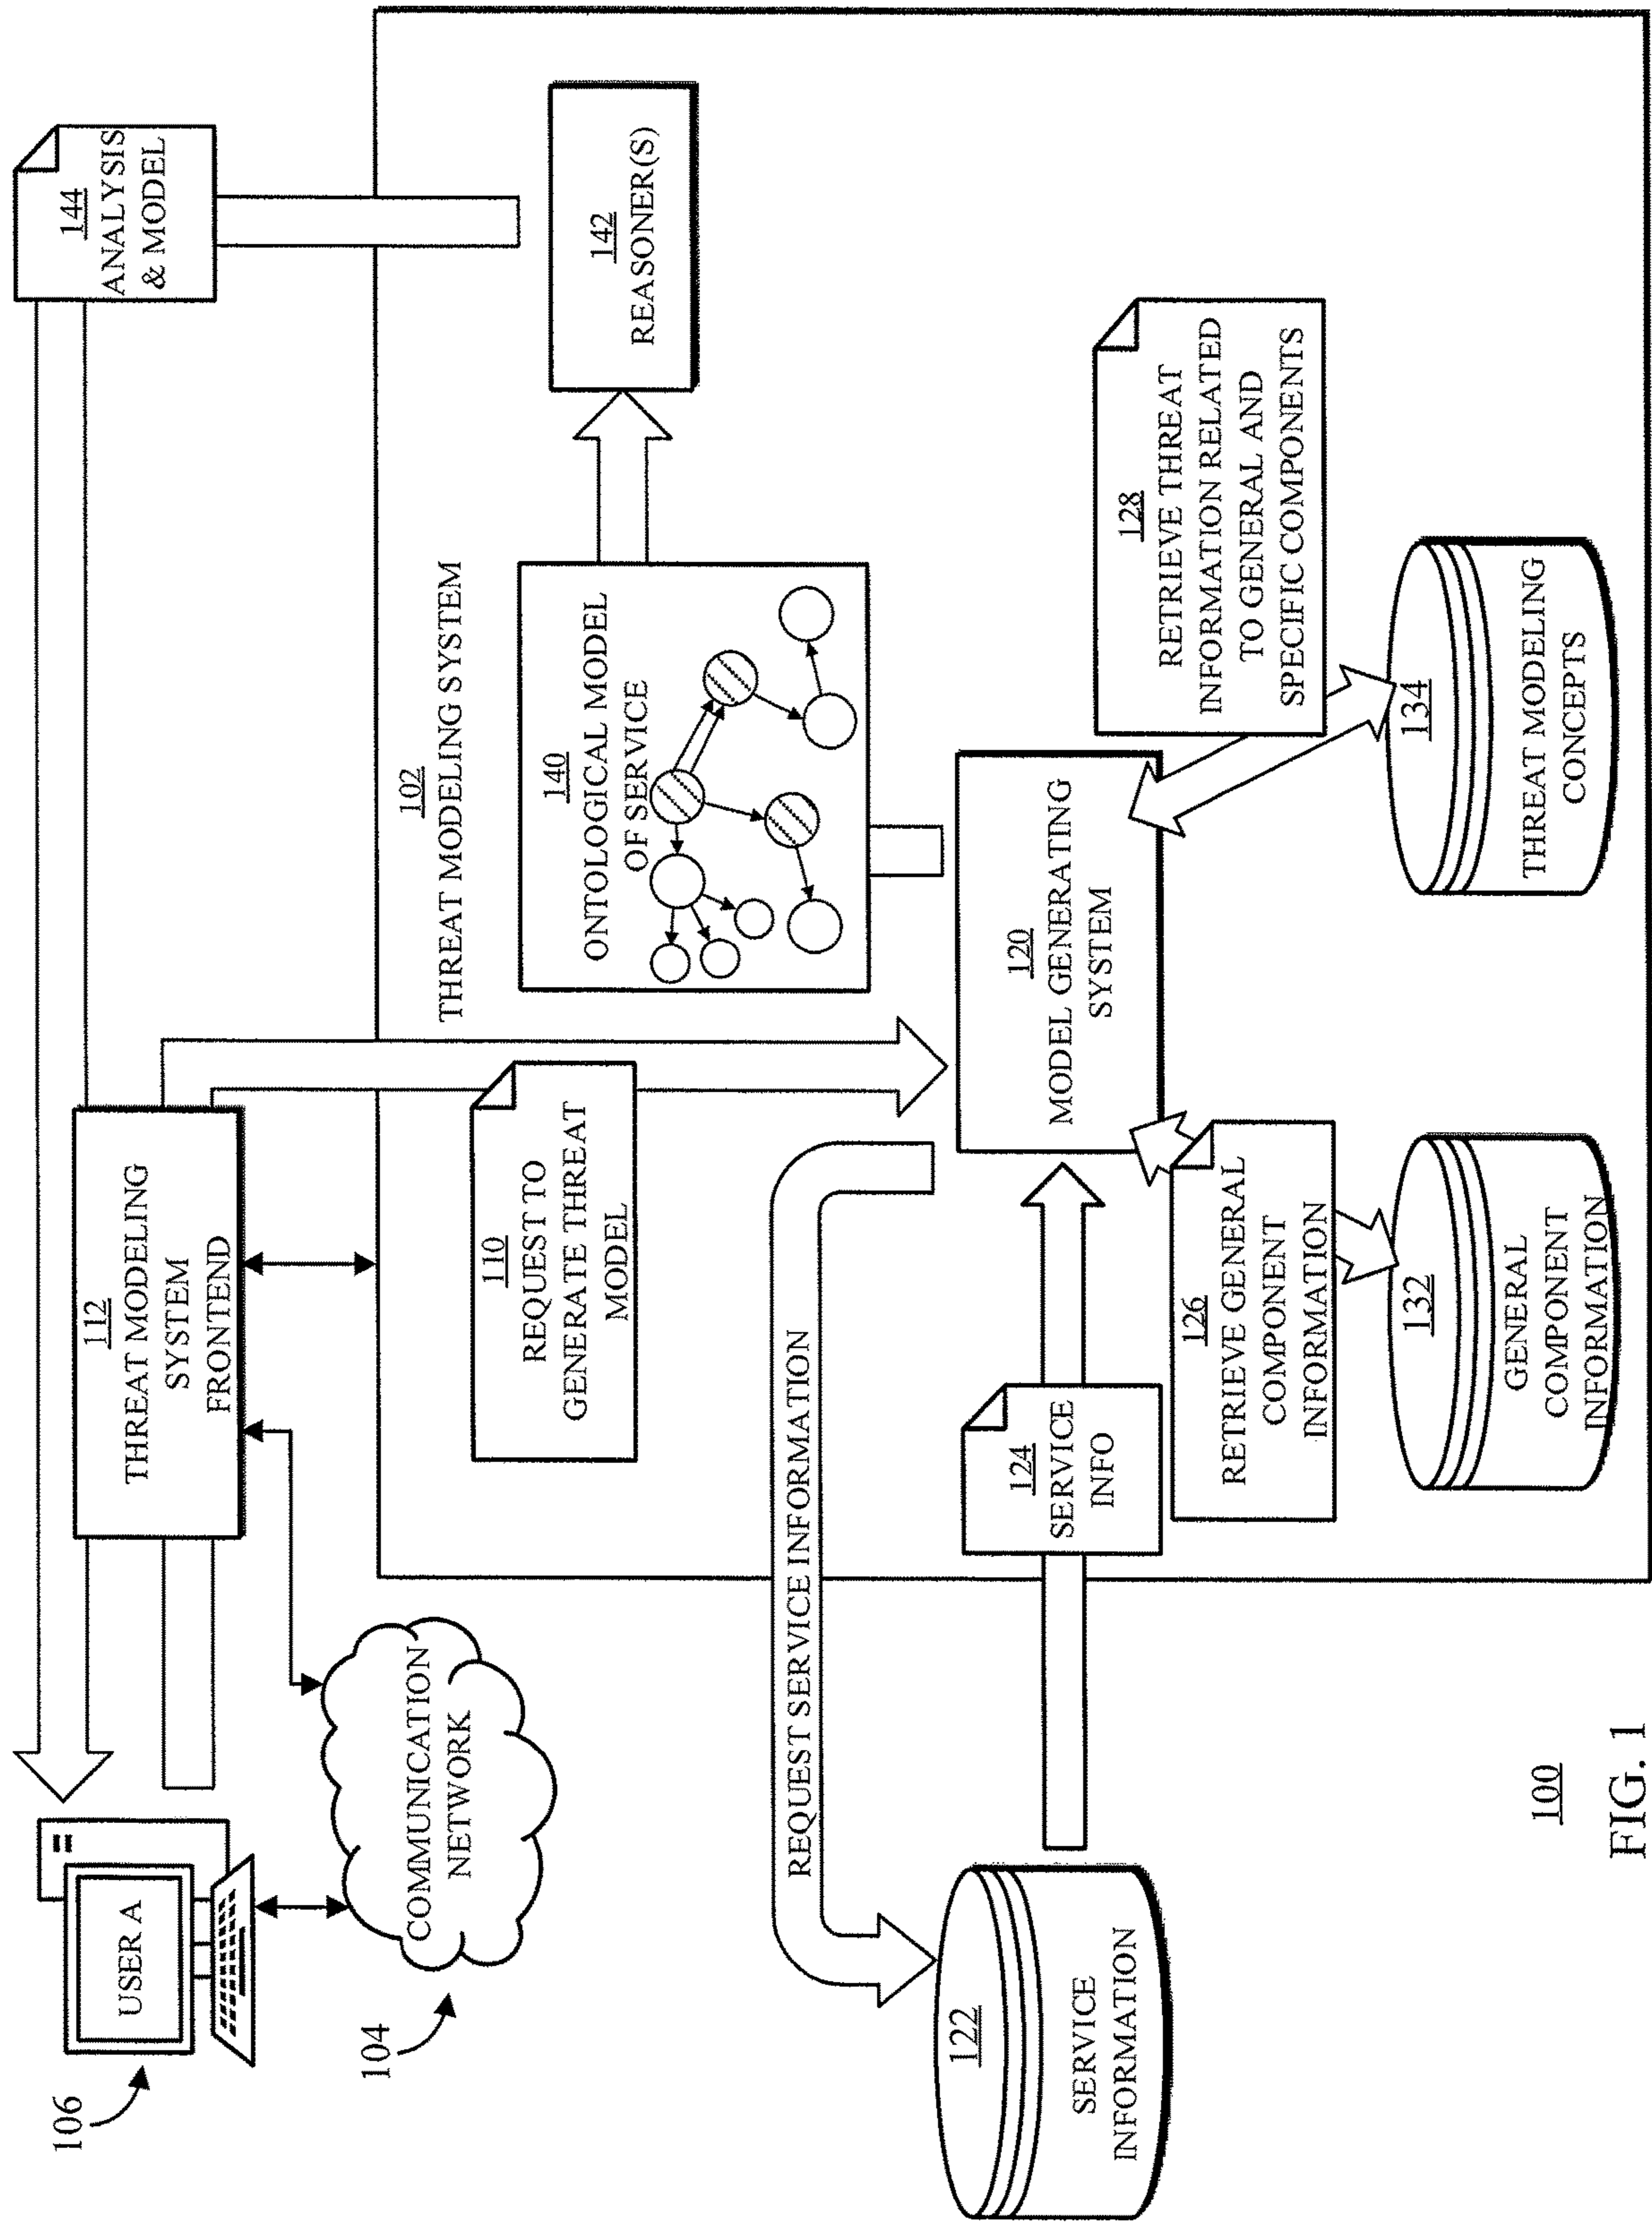 106
USER A
104
COMMUNICATION
NETWORK
112
THREAT MODELING
SYSTEM
FRONTEND
144
ANALYSIS
& MODEL
102
THREAT MODELING SYSTEM
110
REQUEST TO
GENERATE THREAT
MODEL
140
ONTOLOGICAL MODEL
OF SERVICE
142
REASONER(S)
REQUEST SERVICE INFORMATION
122
SERVICE
INFORMATION
124
SERVICE
INFO
120
MODEL GENERATING
SYSTEM
126
RETRIEVE GENERAL
COMPONENT
INFORMATION
128
RETRIEVE THREAT
INFORMATION RELATED
TO GENERAL AND
SPECIFIC COMPONENTS
132
GENERAL
COMPONENT
INFORMATION
134
THREAT MODELING
CONCEPTS
100
FIG. 1